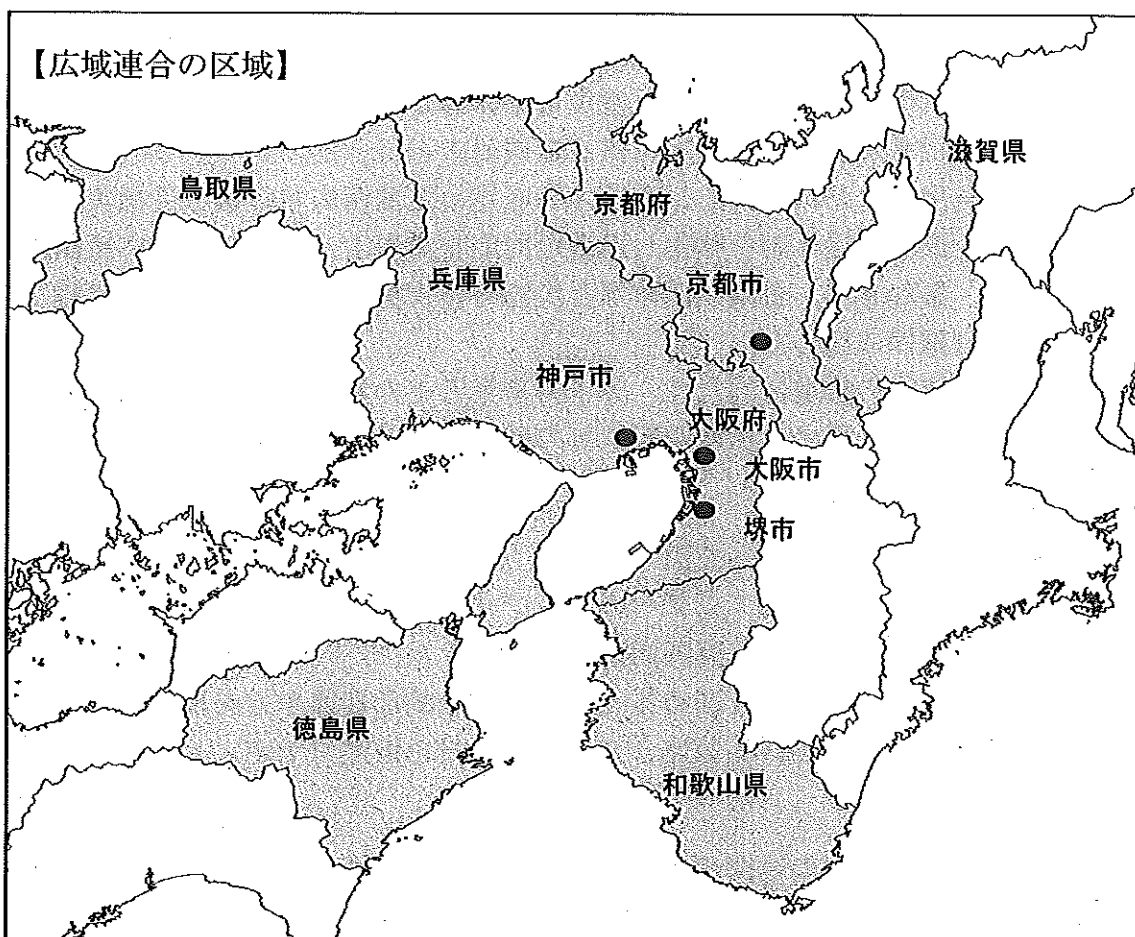 【広域連合の区域】
鳥取県
滋賀県
京都府
兵庫県
京都市
神戸市
大阪府
大阪市
堺市
徳島県
和歌山県